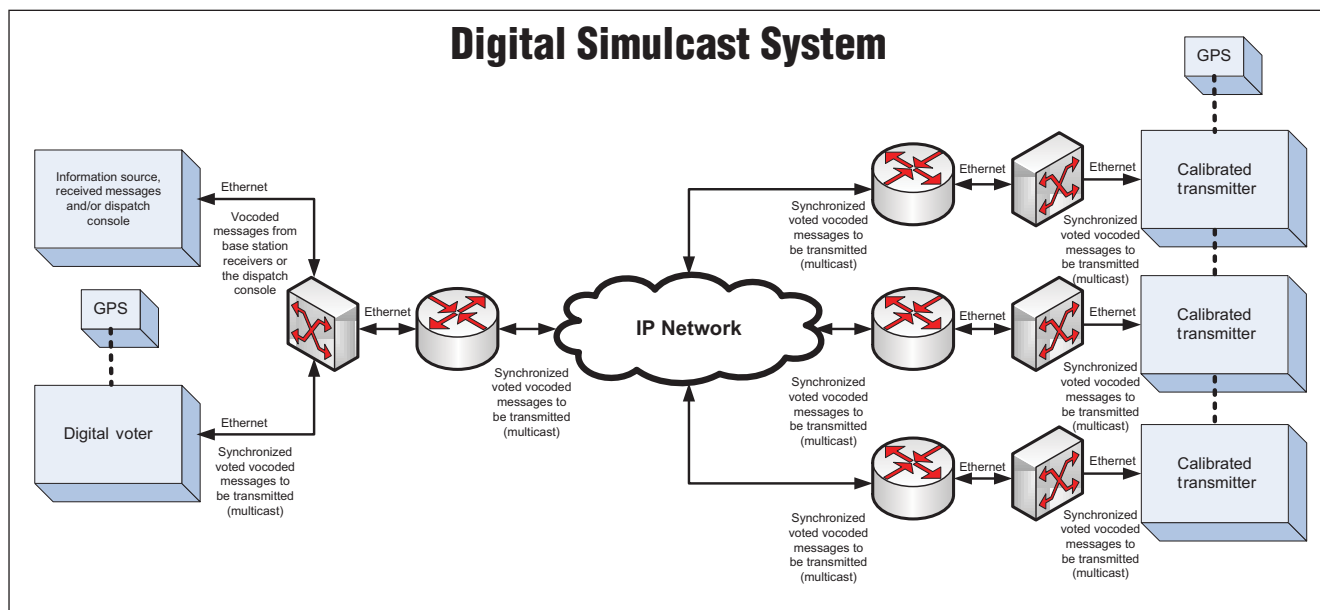 Digital Simulcast System
GPS
Information source,
received messages
and/or dispatch
console
Ethernet
Vocoded
messages from
base station
receivers or
the dispatch
console
GPS
Digital voter
Ethernet
Synchronized
voted vocoded
messages to
be transmitted
(multicast)
Ethernet
Synchronized
voted vocoded
messages to
be transmitted
(multicast)
IP Network
Synchronized
voted vocoded
messages to
be transmitted
(multicast)
Ethernet
Ethernet
Synchronized
voted vocoded
messages to
be transmitted
(multicast)
Calibrated
transmitter
Synchronized
voted vocoded
messages to
be transmitted
(multicast)
Ethernet
Ethernet
Synchronized
voted vocoded
messages to
be transmitted
(multicast)
Calibrated
transmitter
Synchronized
voted vocoded
messages to
be transmitted
(multicast)
Ethernet
Ethernet
Synchronized
voted vocoded
messages to
be transmitted
(multicast)
Calibrated
transmitter